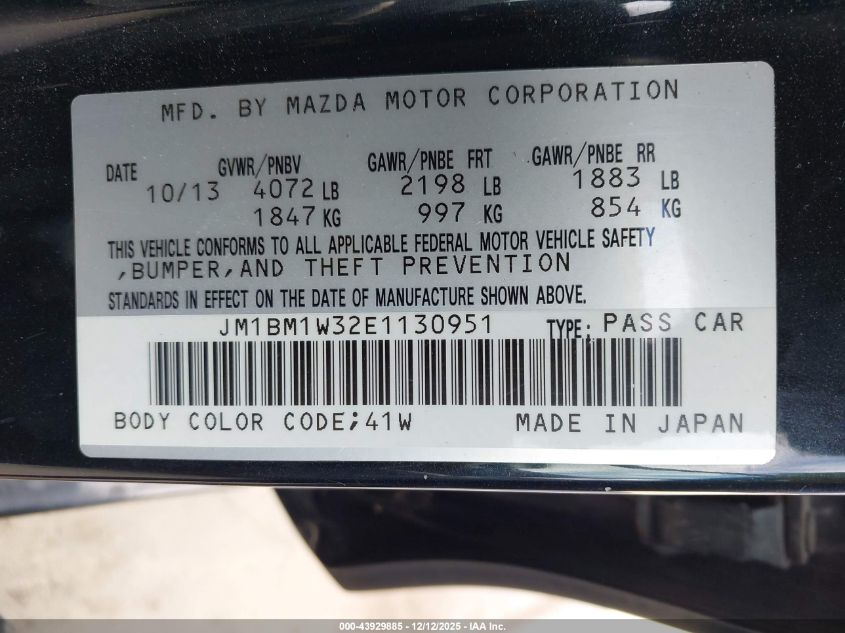 MFD. BY MAZDA MOTOR CORPORATION
DATE GVWR/PNBV GAWR/PNBE FRT GAWR/PNBE RR
10/13 4072 LB 2198 LB 1883 LB
1847 KG 997 KG 854 KG
THIS VEHICLE CONFORMS TO ALL APPLICABLE FEDERAL MOTOR VEHICLE SAFETY
,BUMPER,AND THEFT PREVENTION
STANDARDS IN EFFECT ON THE DATE OF MANUFACTURE SHOWN ABOVE.
JM1BM1W32E1130951 TYPE: PASS CAR
BODY COLOR CODE;41W MADE IN JAPAN
000-43929885 - 12/12/2025 - IAA Inc.